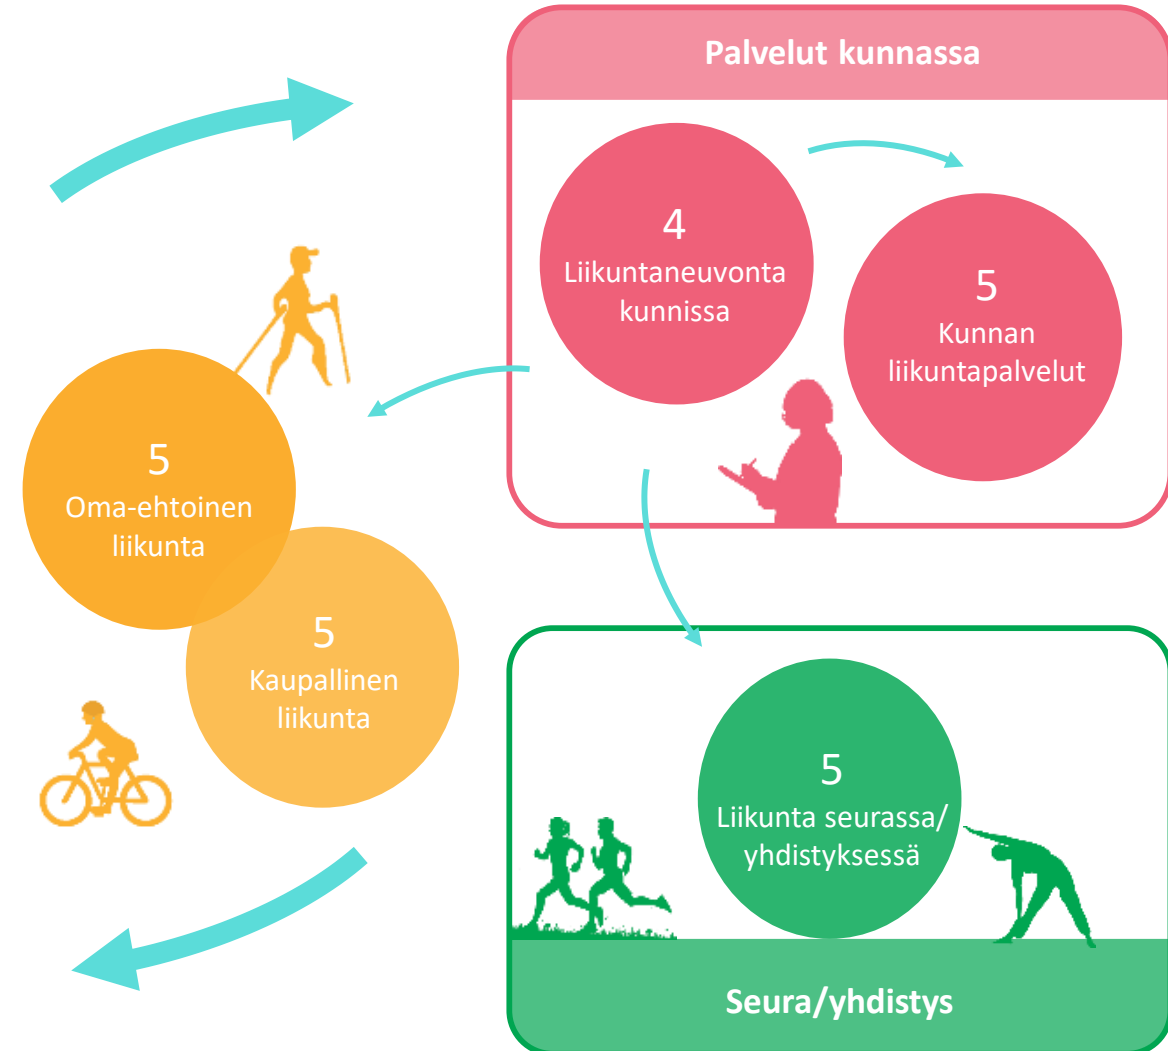 Palvelut kunnassa
4
Liikuntaneuvonta
kunnissa
5
Kunnan
liikuntapalvelut
5
Oma-ehtoinen
liikunta
5
Kaupallinen
liikunta
5
Liikunta seurassa/
yhdistyksessä
Seura/yhdistys